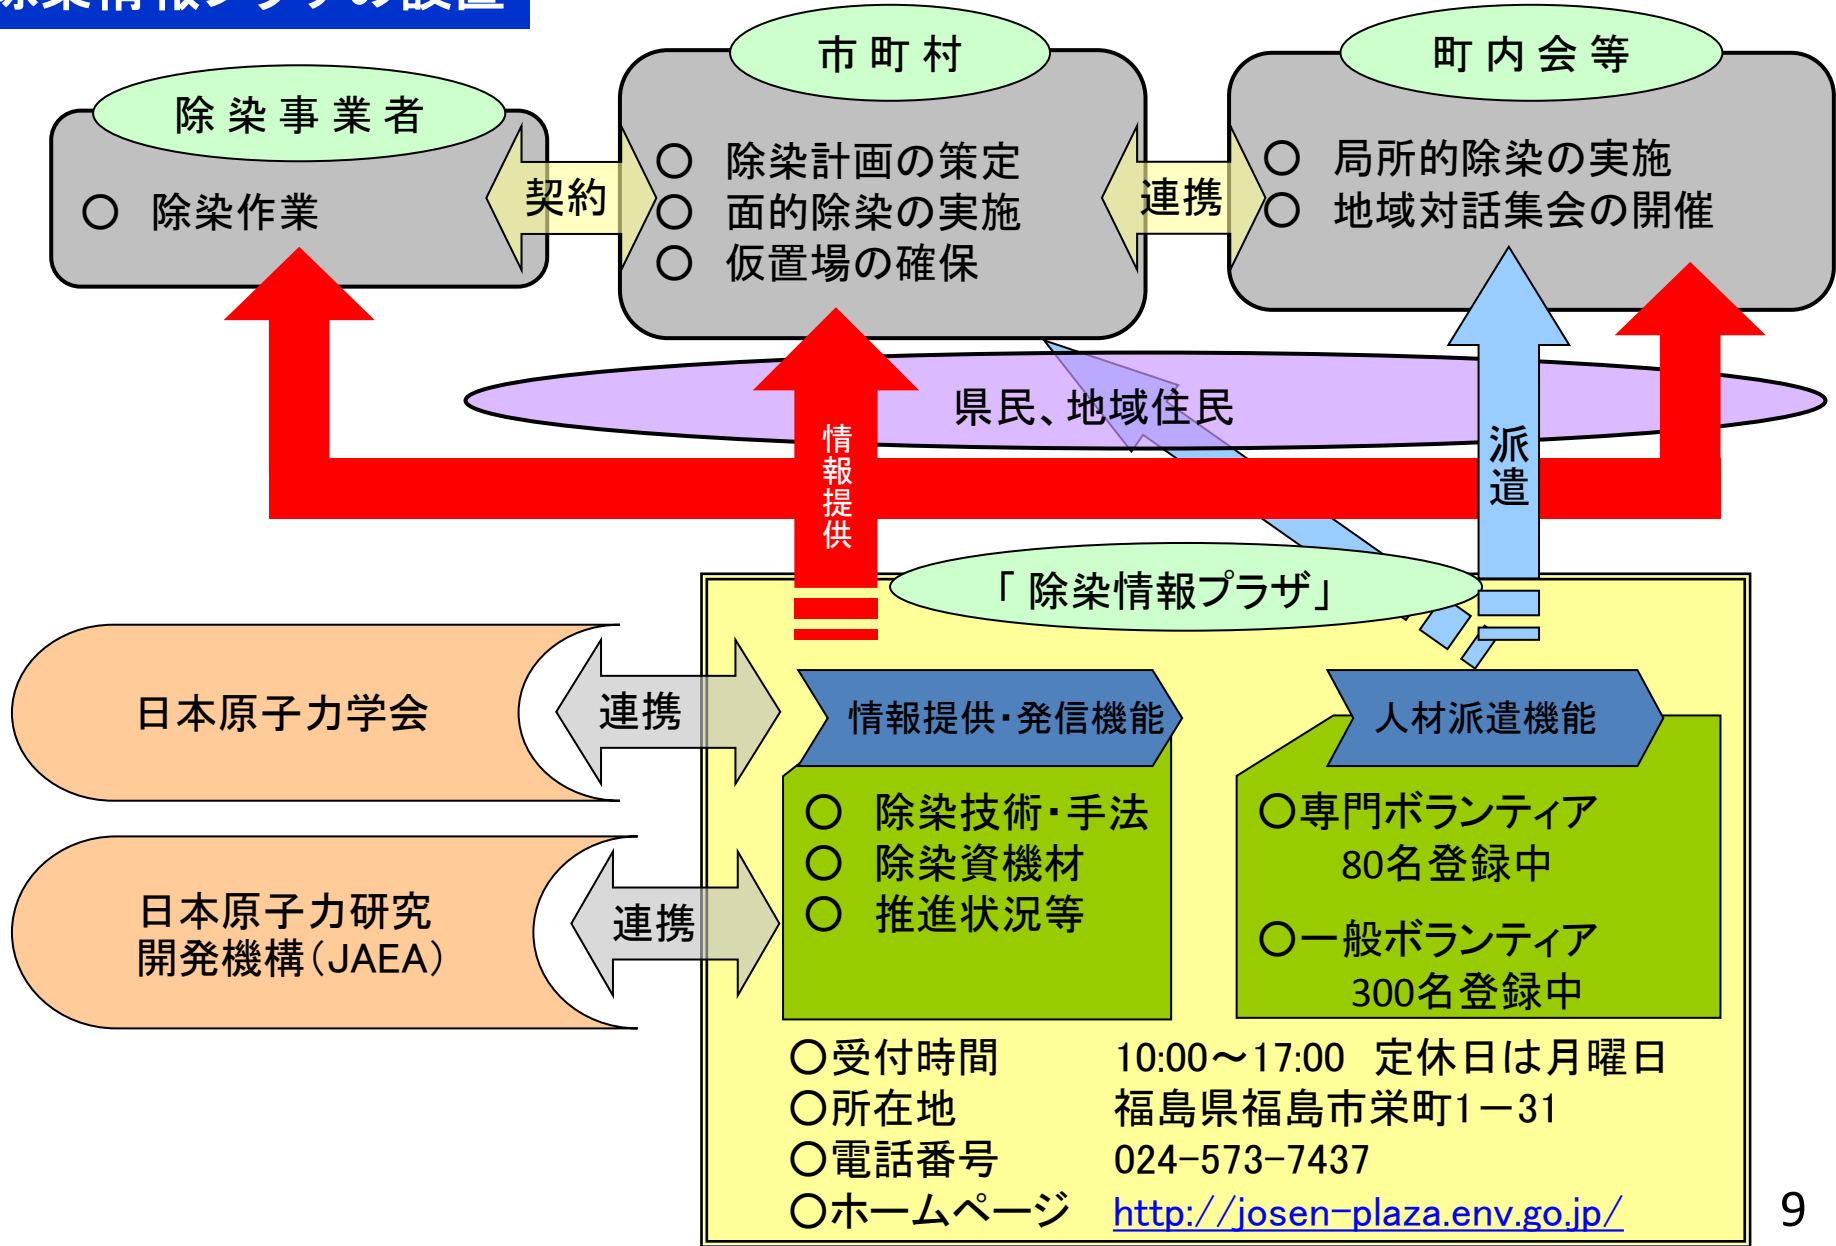 除染情報プラザの設置
市町村
町内会等
除染事業者
○ 除染作業
契約
○ 除染計画の策定
○ 面的除染の実施
○ 仮置場の確保
連携
○ 局所的除染の実施
○ 地域対話集会の開催
県民、地域住民
情報提供
派遣
「除染情報プラザ」
日本原子力学会
連携
情報提供・発信機能
人材派遣機能
○ 除染技術・手法
○ 除染資機材
○ 推進状況等
○専門ボランティア
80名登録中
○一般ボランティア
300名登録中
日本原子力研究
開発機構(JAEA)
連携
○受付時間 10:00～17:00 定休日は月曜日
○所在地 福島県福島市栄町1－31
○電話番号 024-573-7437
○ホームページ http://josen-plaza.env.go.jp/
9